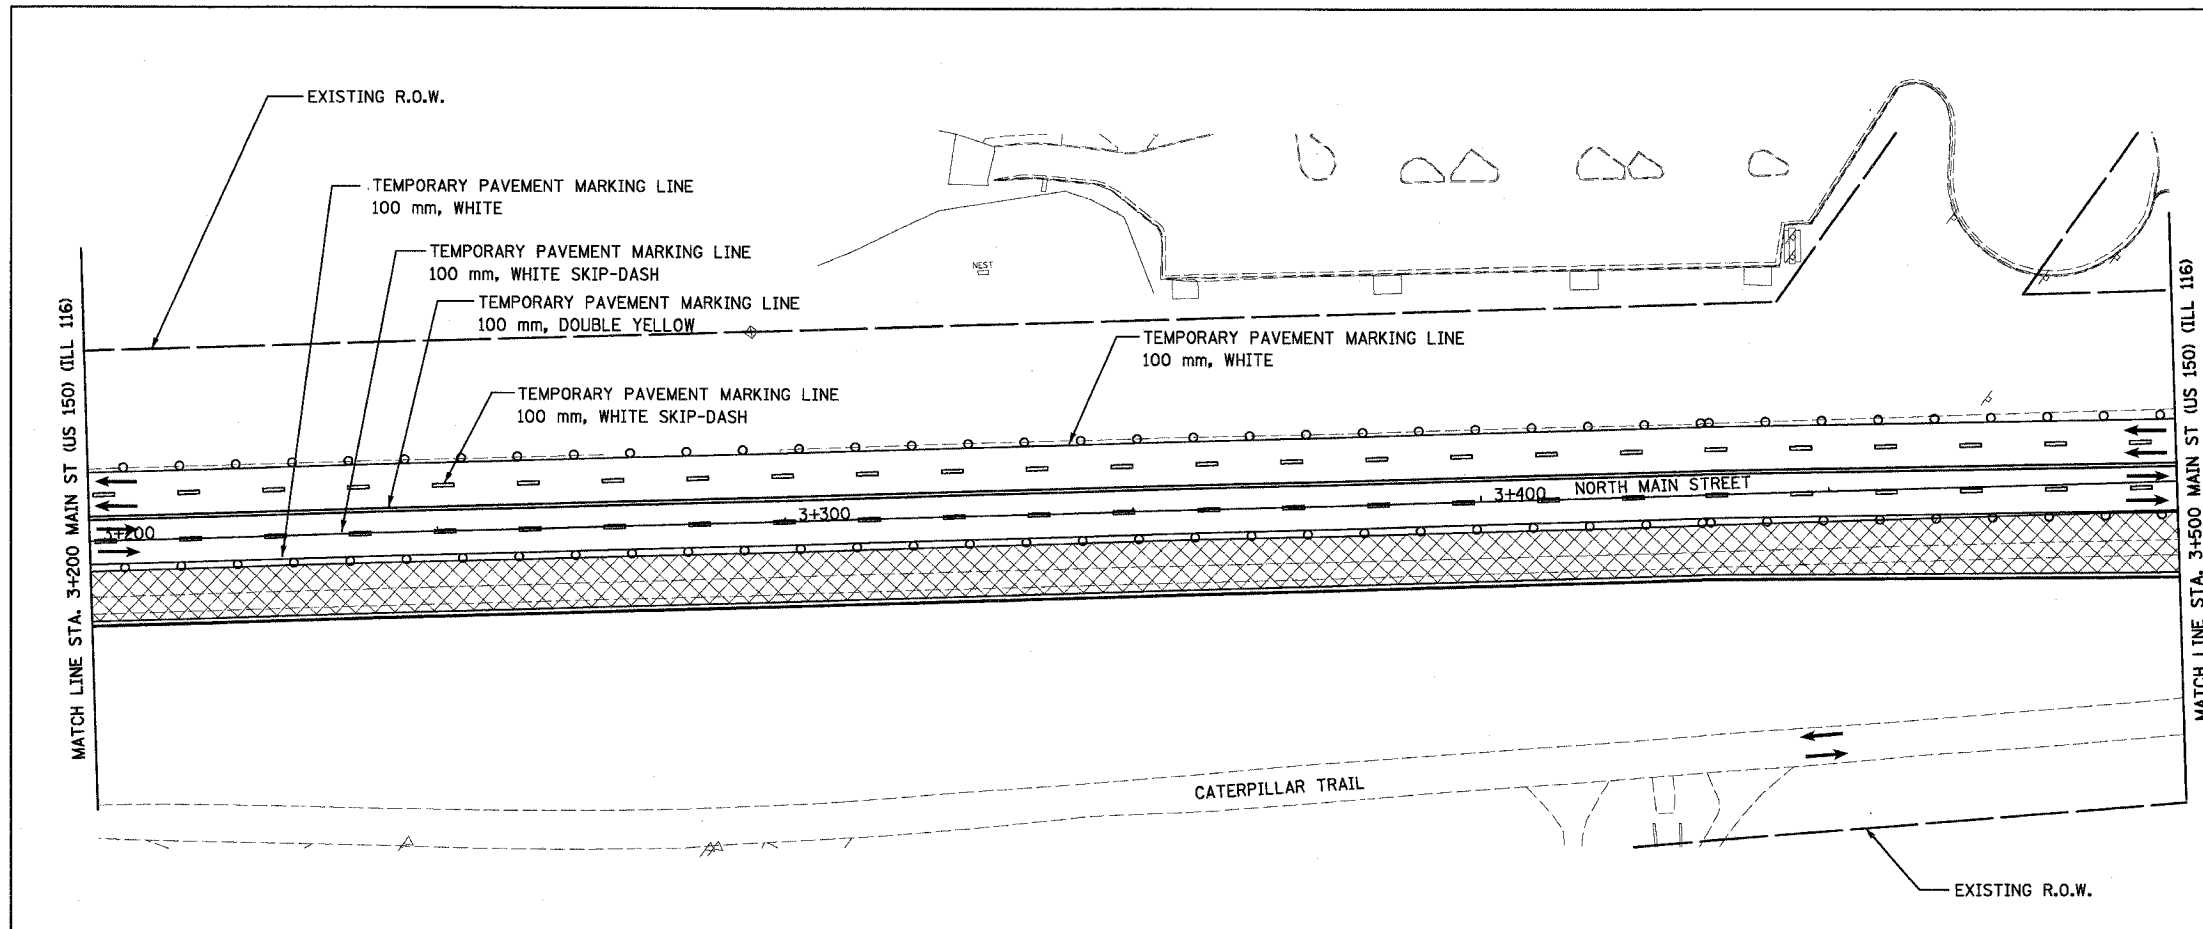 EXISTING R.O.W.
TEMPORARY PAVEMENT MARKING LINE
100 mm, WHITE
TEMPORARY PAVEMENT MARKING LINE
100 mm, WHITE SKIP-DASH
TEMPORARY PAVEMENT MARKING LINE
100 mm, DOUBLE YELLOW
TEMPORARY PAVEMENT MARKING LINE
100 mm, WHITE SKIP-DASH
NEST
TEMPORARY PAVEMENT MARKING LINE
100 mm, WHITE
MATCH LINE STA. 3+200 MAIN ST (US 150) (ILL 116)
3+200
3+300
3+400
NORTH MAIN STREET
MATCH LINE STA. 3+500 MAIN ST (US 150) (ILL 116)
CATERPILLAR TRAIL
EXISTING R.O.W.